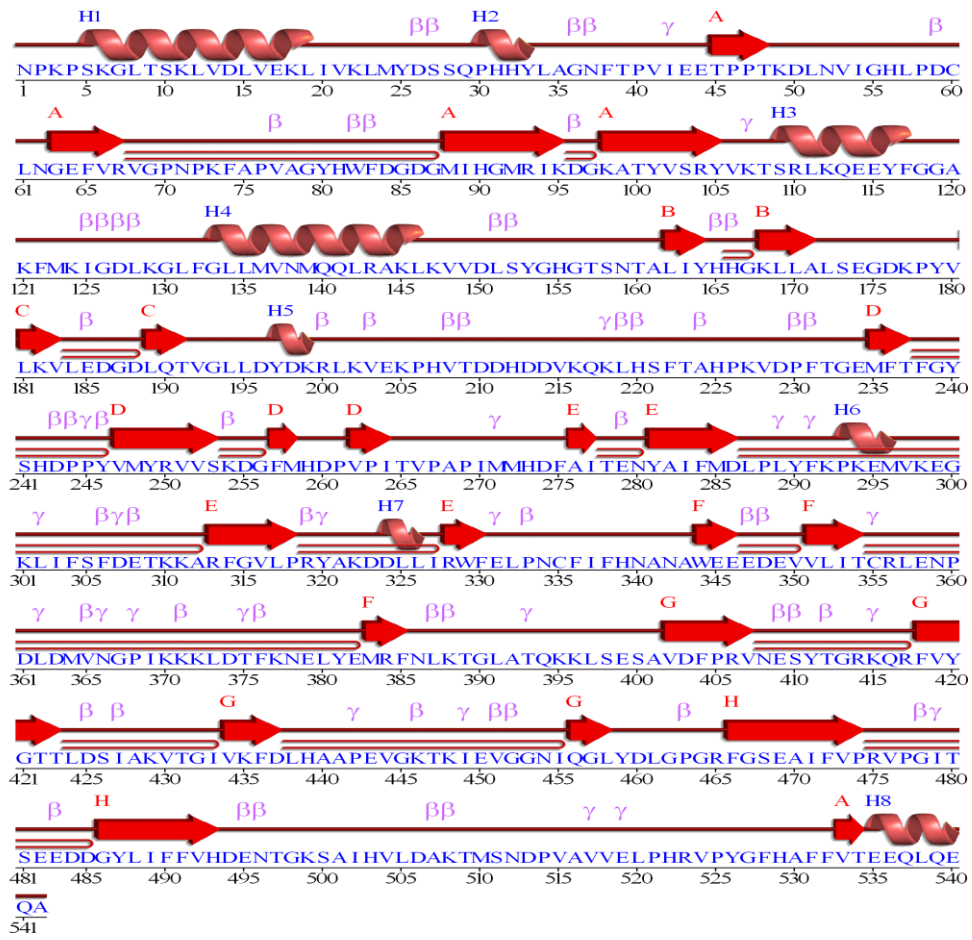 H1 ββ H2 ββ γ A β
NPKPSKGLTSKLVDLVEKLIVKLMYDSSQPHHYLAGNFTPVIEETPPTKDLNVIGHLPDC
1 5 10 15 20 25 30 35 40 45 50 55 60
A β ββ A β A γ H3
LNGEFVRVGPNPKFAPVAGYHWFDGDGMIHGMRIKDGKATYVSRYVKTSRLKQEEYFGGA
61 65 70 75 80 85 90 95 100 105 110 115 120
ββββ H4 ββ B ββ B
KFMKIGDLKGLFGLLMVNMQQLRAKLKVVDLSYGHGTSNTALIYHHGKLLALSEGDKPYV
121 125 130 135 140 145 150 155 160 165 170 175 180
C β C H5 β β ββ γββ β ββ D
LKVLEDGDLQTVGLLDYDKRLKVEKPHVTDDHDDVKQKLHSFTAHPKVDPFTGEMFTFGY
181 185 190 195 200 205 210 215 220 225 230 235 240
ββγβ D β D D γ E β E γ γ H6
SHDPPYVMYRVVSKDGFMHDPVPITVPAPIMMHDFAITENYAIFMDLPLYFKPKEMVKEG
241 245 250 255 260 265 270 275 280 285 290 295 300
γ βγβ E βγ H7 E γ β F ββ F γ
KLIFSFDETKKARFGVLPRYAKDDLLIRWFELPNCFIFHNANAWEEEDEVVLITCRLENP
301 305 310 315 320 325 330 335 340 345 350 355 360
γ βγ γ β γβ F ββ γ G ββ β γ G
DLDMVNGPIKKKLDTFKNELYEMRFNLKTGLATQKKLSESAVDFPRVNESYTGRKQRFVY
361 365 370 375 380 385 390 395 400 405 410 415 420
β β G γ β γ ββ G β H βγ
GTTLDSIAKVTGIVKFDLHAAPEVGKTKIEVGGNIQGLYDLGPGRFGSEAIFVPRVPGIT
421 425 430 435 440 445 450 455 460 465 470 475 480
β H ββ ββ γ γ A H8
SEEDDGYLIFFVHDENTGKSAIHVLDAKTMSNDPVAVVELPHRVPYGFHAFFVTEEQLQE
481 485 490 495 500 505 510 515 520 525 530 535 540
QA
541